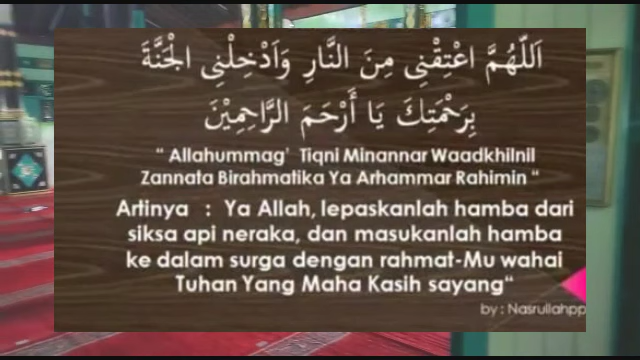 اَللّٰهُمَّ اعْتِقْنِى مِنَ النَّارِ وَاَدْخِلْنِى الْجَنَّةَ
بِرَحْمَتِكَ يَا أَرْحَمَ الرَّاحِمِيْنَ
“ Allahummag’ Tiqni Minannar Waadkhilnil
Zannata Birahmatika Ya Arhammar Rahimin “
Artinya : Ya Allah, lepaskanlah hamba dari
siksa api neraka, dan masukanlah hamba
ke dalam surga dengan rahmat-Mu wahai
Tuhan Yang Maha Kasih sayang“
by : Nasrullahpp